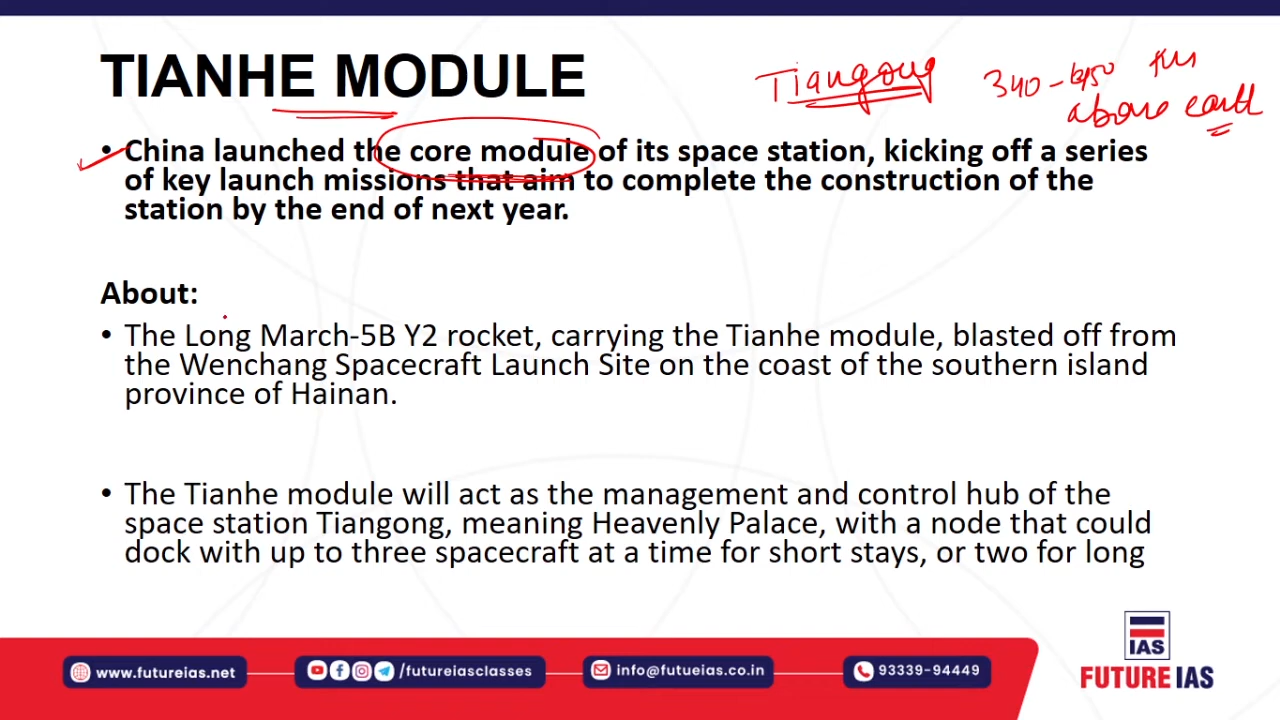 TIANHE MODULE
Tiangong
340-450 km
above earth
• China launched the core module of its space station, kicking off a series
of key launch missions that aim to complete the construction of the
station by the end of next year.
About:
• The Long March-5B Y2 rocket, carrying the Tianhe module, blasted off from
the Wenchang Spacecraft Launch Site on the coast of the southern island
province of Hainan.
• The Tianhe module will act as the management and control hub of the
space station Tiangong, meaning Heavenly Palace, with a node that could
dock with up to three spacecraft at a time for short stays, or two for long
IAS
FUTURE IAS
www.futureias.net
/futureiasclasses
info@futueias.co.in
93339-94449